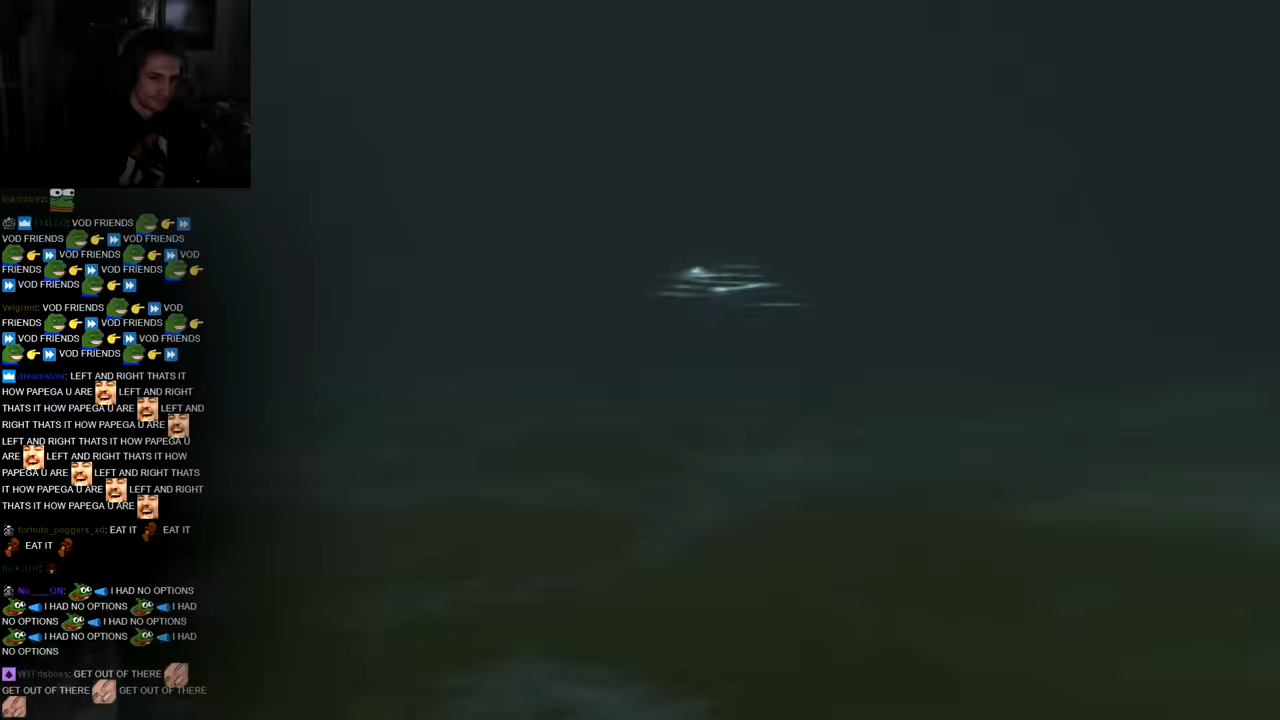 VOD FRIENDS
VOD FRIENDS VOD FRIENDS
VOD FRIENDS VOD
FRIENDS VOD FRIENDS
VOD FRIENDS
Velgrind: VOD FRIENDS VOD
FRIENDS VOD FRIENDS
VOD FRIENDS VOD FRIENDS
VOD FRIENDS
LEFT AND RIGHT THATS IT
HOW PAPEGA U ARE LEFT AND RIGHT
THATS IT HOW PAPEGA U ARE LEFT AND
RIGHT THATS IT HOW PAPEGA U ARE
LEFT AND RIGHT THATS IT HOW PAPEGA U
ARE LEFT AND RIGHT THATS IT HOW
PAPEGA U ARE LEFT AND RIGHT THATS
IT HOW PAPEGA U ARE LEFT AND RIGHT
THATS IT HOW PAPEGA U ARE
fortnite_poggers_xd: EAT IT EAT IT
EAT IT
No___ON: I HAD NO OPTIONS
I HAD NO OPTIONS I HAD
NO OPTIONS I HAD NO OPTIONS
I HAD NO OPTIONS I HAD
NO OPTIONS
GET OUT OF THERE
GET OUT OF THERE GET OUT OF THERE